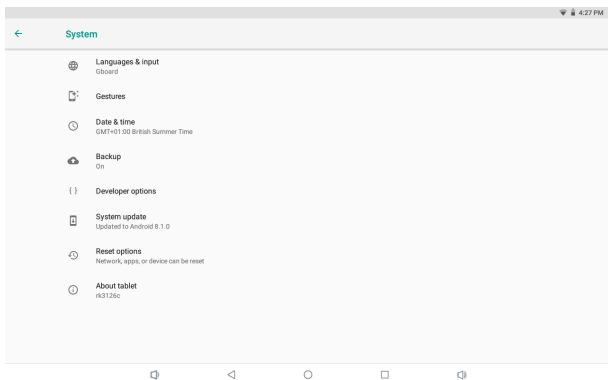 4:27 PM
System
Languages & input
Gboard
Gestures
Date & time
GMT+01:00 British Summer Time
Backup
On
{ }
Developer options
System update
Updated to Android 8.1.0
Reset options
Network, apps, or device can be reset
About tablet
rk3126c